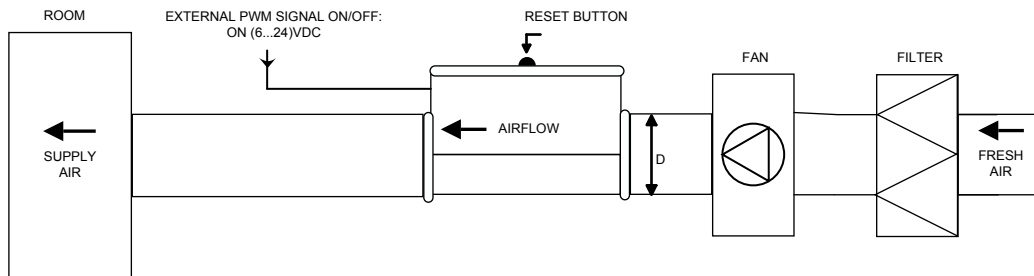 ROOM
EXTERNAL PWM SIGNAL ON/OFF:
ON (6...24)VDC
RESET BUTTON
FAN
FILTER
AIRFLOW
SUPPLY
AIR
D
FRESH
AIR